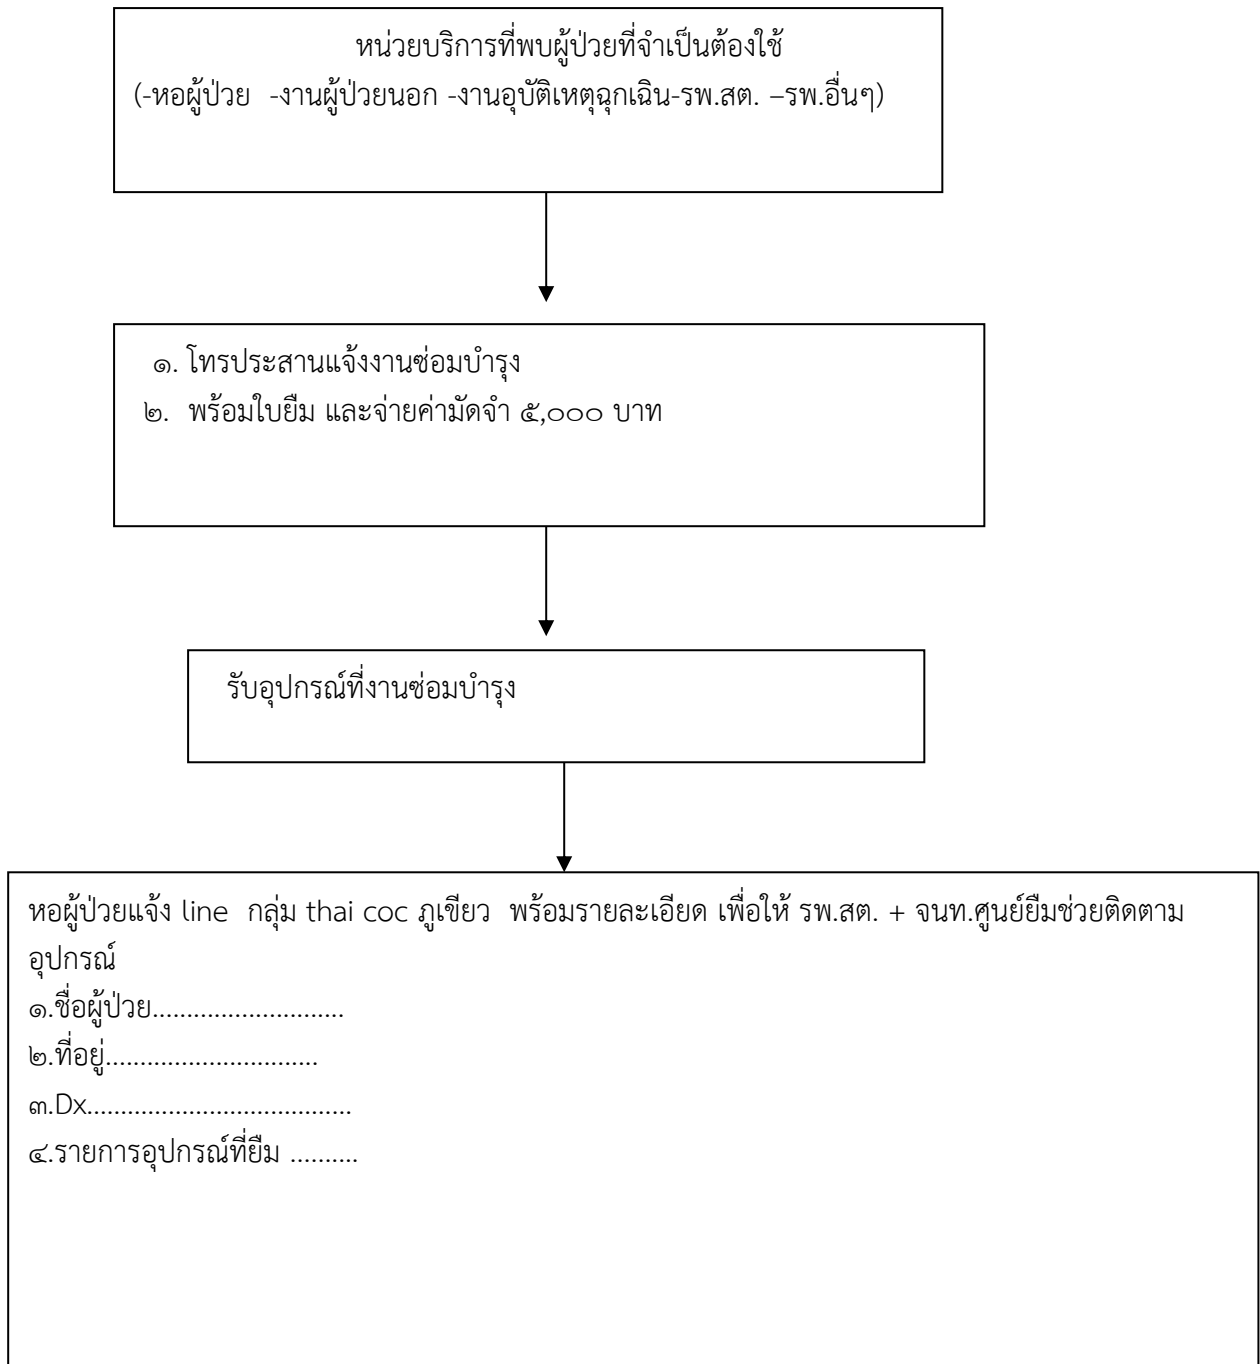 หน่วยบริการที่พบผู้ป่วยที่จำเป็นต้องใช้
(-หอผู้ป่วย -งานผู้ป่วยนอก -งานอุบัติเหตุฉุกเฉิน-รพ.สต. –รพ.อื่นๆ)
๑. โทรประสานแจ้งงานซ่อมบำรุง
๒. พร้อมใบยืม และจ่ายค่ามัดจำ ๕,๐๐๐ บาท
รับอุปกรณ์ที่งานซ่อมบำรุง
หอผู้ป่วยแจ้ง line กลุ่ม thai coc ภูเขียว พร้อมรายละเอียด เพื่อให้ รพ.สต. + จนท.ศูนย์ยืมช่วยติดตาม
อุปกรณ์
๑.ชื่อผู้ป่วย............................
๒.ที่อยู่...............................
๓.Dx......................................
๔.รายการอุปกรณ์ที่ยืม ..........